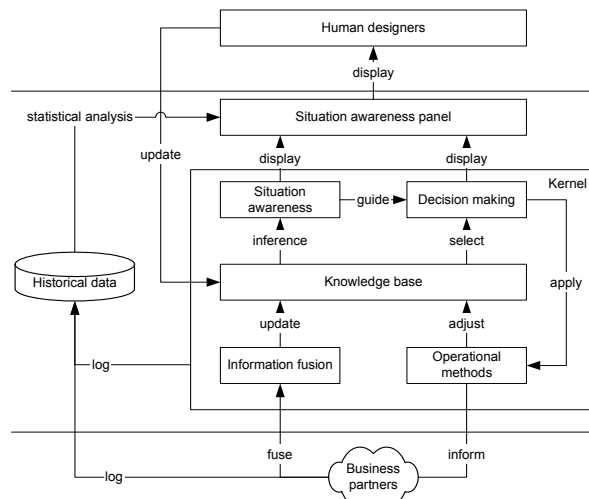 Human designers
display
statistical analysis
Situation awareness panel
update
display
display
Kernel
Situation
awareness
guide
Decision making
inference
select
Historical data
Knowledge base
apply
update
adjust
log
Information fusion
Operational
methods
fuse
inform
log
Business
partners